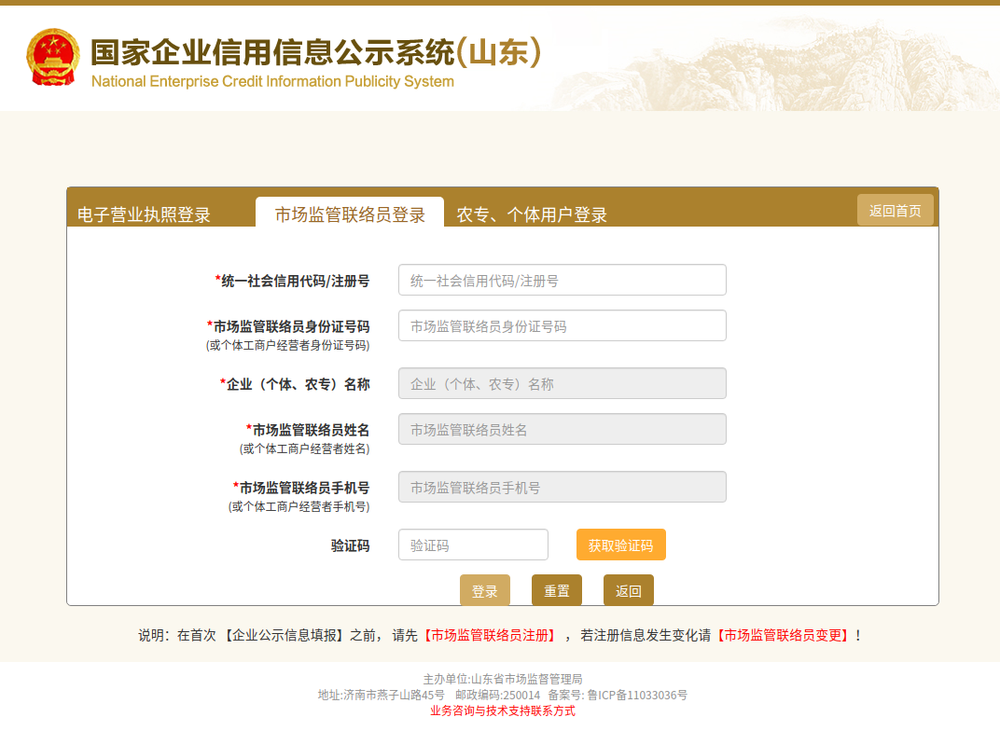 国家企业信用信息公示系统(山东)
National Enterprise Credit Information Publicity System
电子营业执照登录 市场监管联络员登录 农专、个体用户登录 返回首页
*统一社会信用代码/注册号 统一社会信用代码/注册号
*市场监管联络员身份证号码 市场监管联络员身份证号码
(或个体工商户经营者身份证号码)
*企业（个体、农专）名称 企业（个体、农专）名称
*市场监管联络员姓名 市场监管联络员姓名
(或个体工商户经营者姓名)
*市场监管联络员手机号 市场监管联络员手机号
(或个体工商户经营者手机号)
验证码 验证码 获取验证码
登录 重置 返回
说明：在首次 【企业公示信息填报】之前， 请先【市场监管联络员注册】 ， 若注册信息发生变化请【市场监管联络员变更】！
主办单位:山东省市场监督管理局
地址:济南市燕子山路45号 邮政编码:250014 备案号: 鲁ICP备11033036号
业务咨询与技术支持联系方式